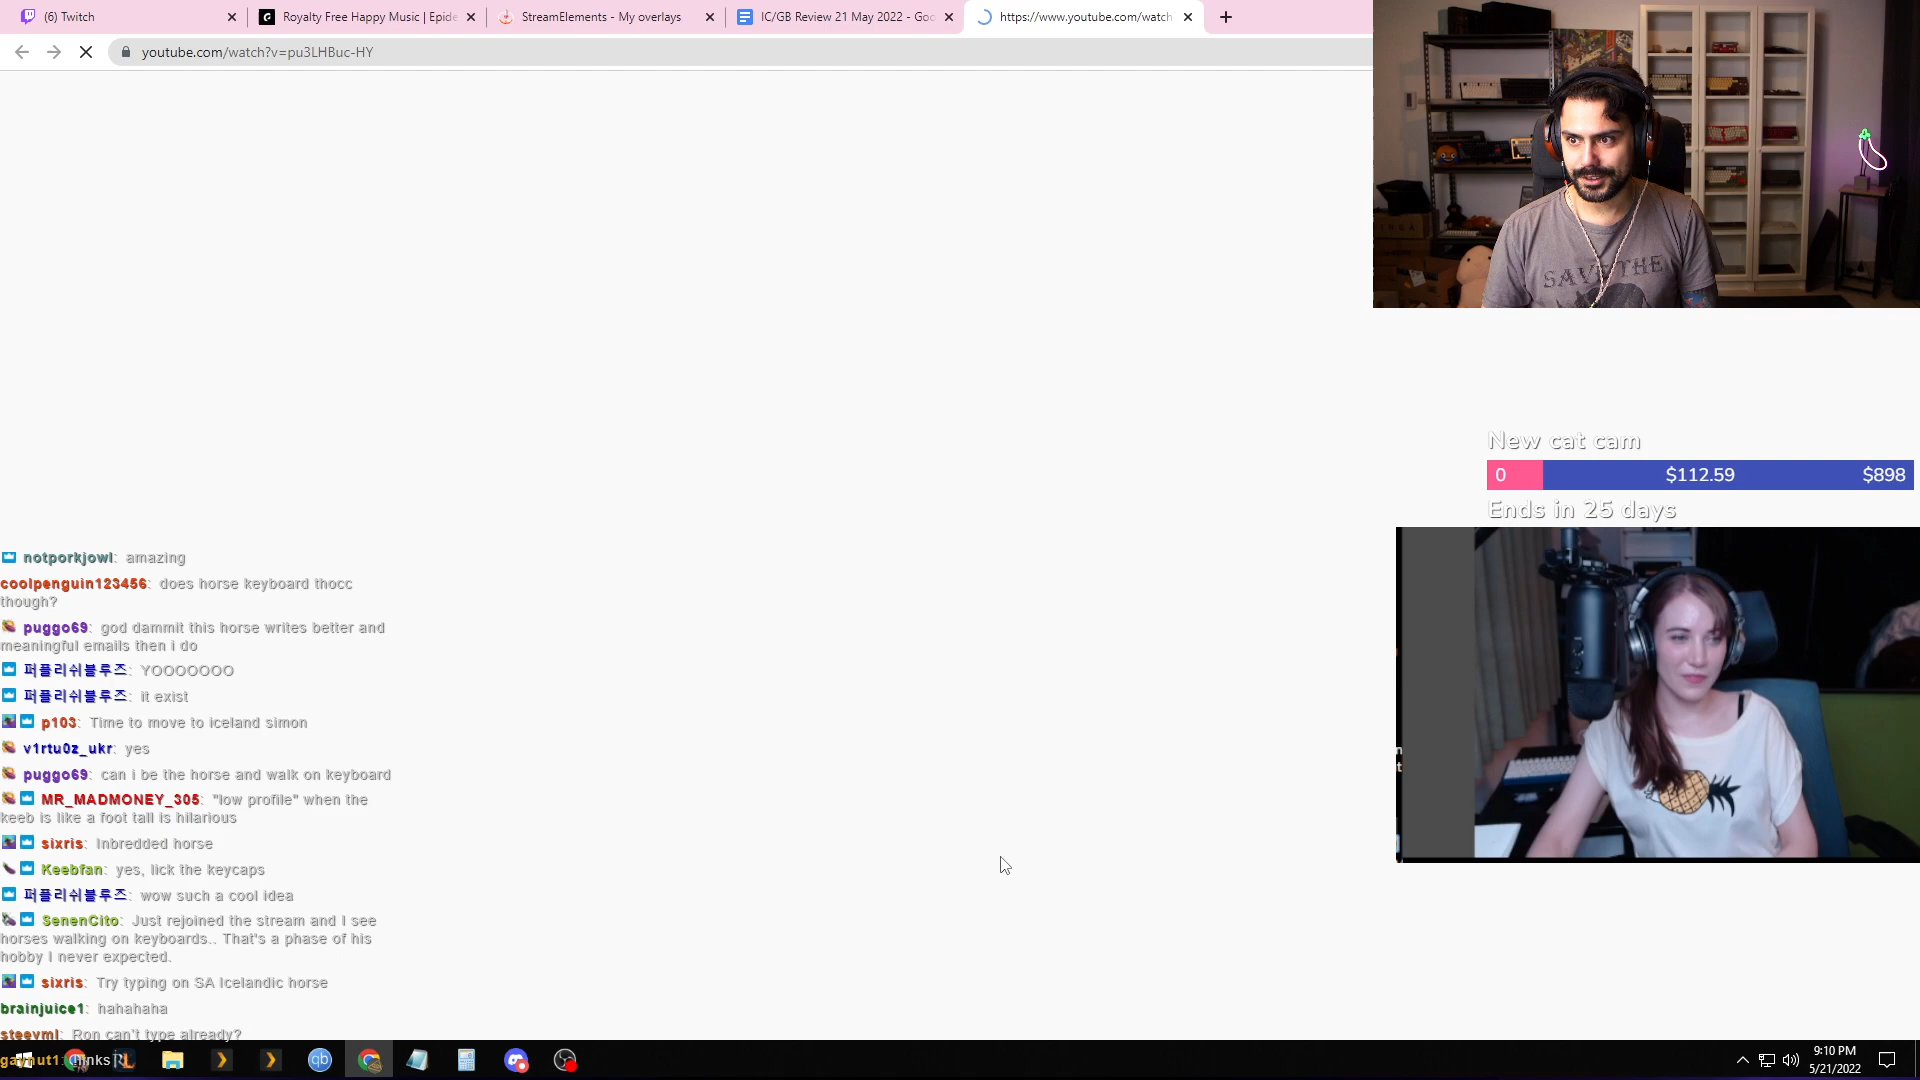 (6) Twitch
Royalty Free Happy Music | Epide
StreamElements - My overlays
IC/GB Review 21 May 2022 - Goo
https://www.youtube.com/watch
youtube.com/watch?v=pu3LHBuc-HY
SAVE THE
New cat cam
0 $112.59 $898
Ends in 25 days
notporkjowl: amazing
coolpenguin123456: does horse keyboard thocc
though?
puggo69: god dammit this horse writes better and
meaningful emails then i do
퍼플리쉬블루즈: YOOOOOOO
퍼플리쉬블루즈: it exist
p103: Time to move to iceland simon
v1rtu0z_ukr: yes
puggo69: can i be the horse and walk on keyboard
MR_MADMONEY_305: "low profile" when the
keeb is like a foot tall is hilarious
sixris: Inbredded horse
Keebfan: yes, lick the keycaps
퍼플리쉬블루즈: wow such a cool idea
SenenCito: Just rejoined the stream and I see
horses walking on keyboards.. That's a phase of his
hobby I never expected.
sixris: Try typing on SA Icelandic horse
brainjuice1: hahahaha
steevml: Ron can't type already?
qb
9:10 PM
5/21/2022